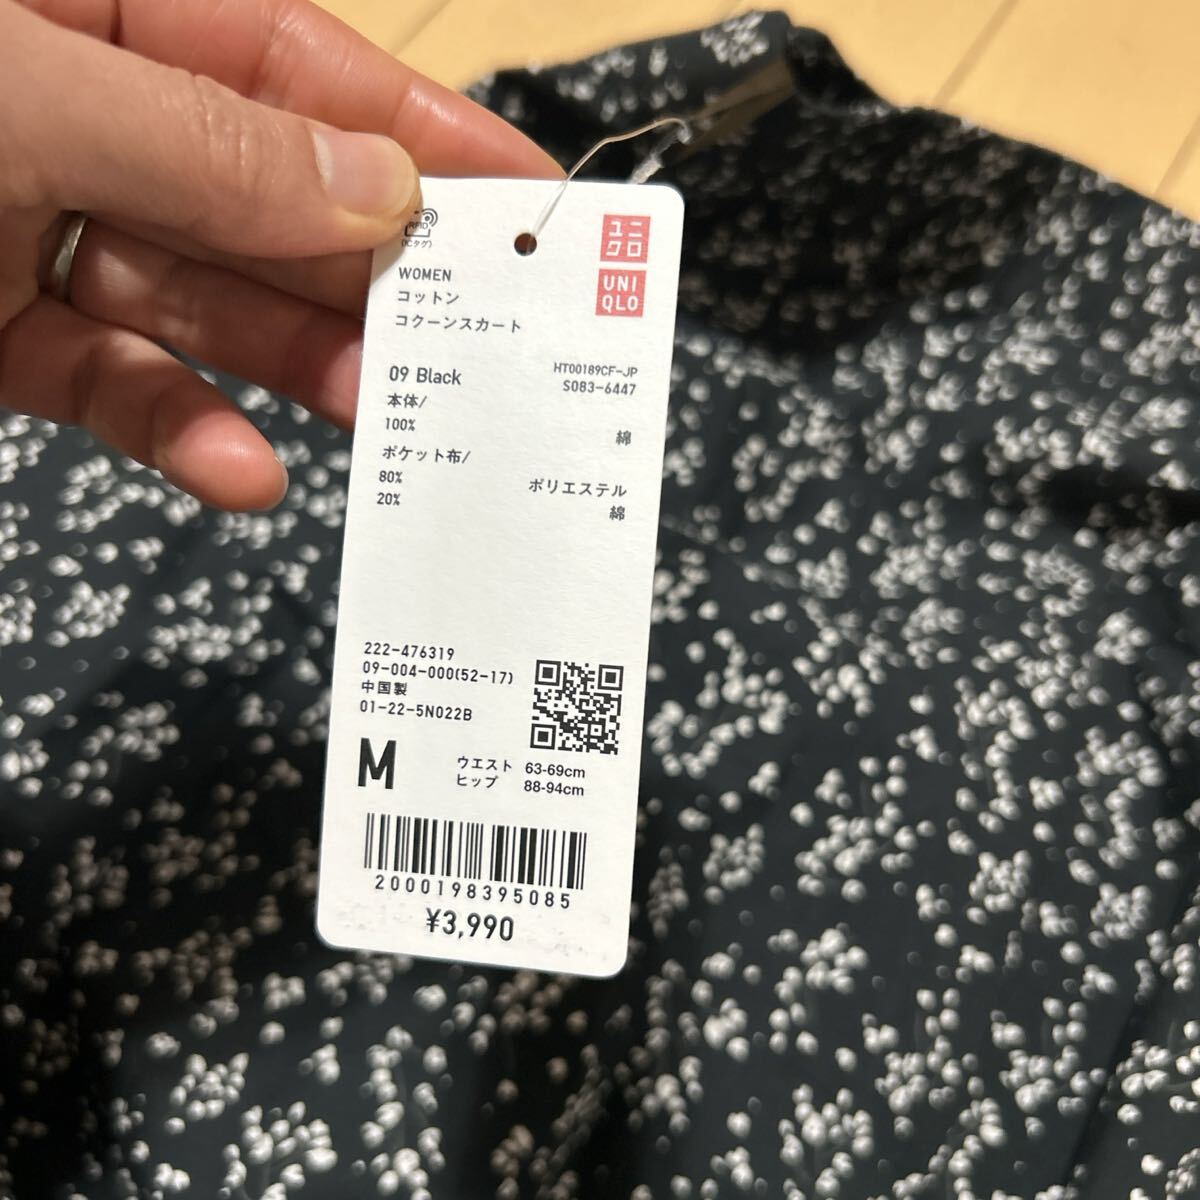 RFID
(ICタグ)
ユニ
クロ
UNI
QLO
WOMEN
コットン
コクーンスカート
09 Black
HT00189CF-JP
S083-6447
本体/
100% 綿
ポケット布/
80% ポリエステル
20% 綿
222-476319
09-004-000(52-17)
中国製
01-22-5N022B
M
ウエスト 63-69cm
ヒップ 88-94cm
2000198395085
¥3,990